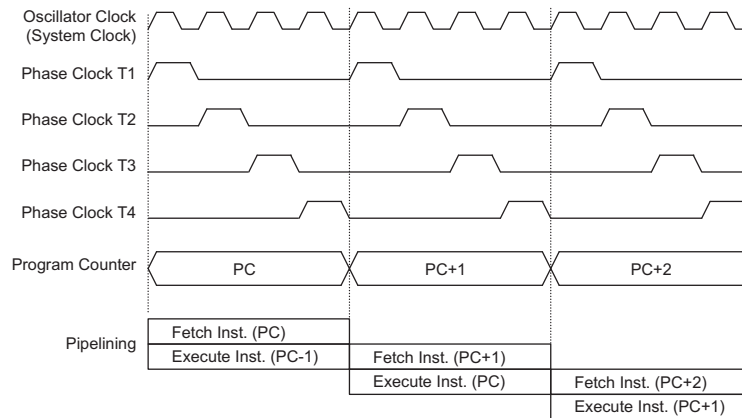 Oscillator Clock
(System Clock)
Phase Clock T1
Phase Clock T2
Phase Clock T3
Phase Clock T4
Program Counter
PC
PC+1
PC+2
Pipelining
Fetch Inst. (PC)
Execute Inst. (PC-1)
Fetch Inst. (PC+1)
Execute Inst. (PC)
Fetch Inst. (PC+2)
Execute Inst. (PC+1)